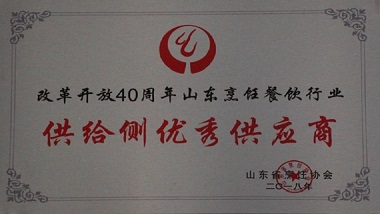 改革开放40周年山东烹饪餐饮行业
供给侧优秀供应商
山东省烹饪协会
二〇一八年